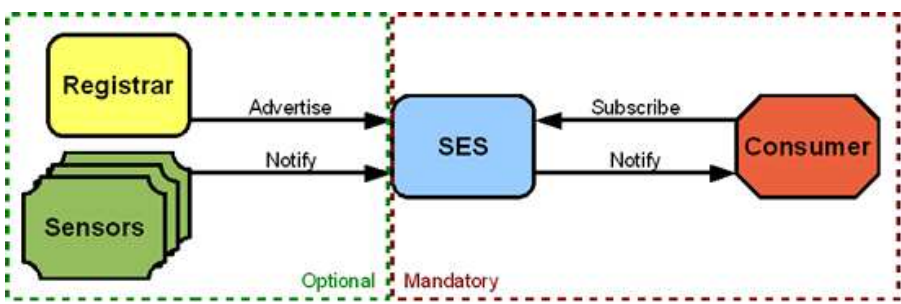 Registrar
Advertise
Subscribe
SES
Consumer
Notify
Notify
Sensors
Optional
Mandatory